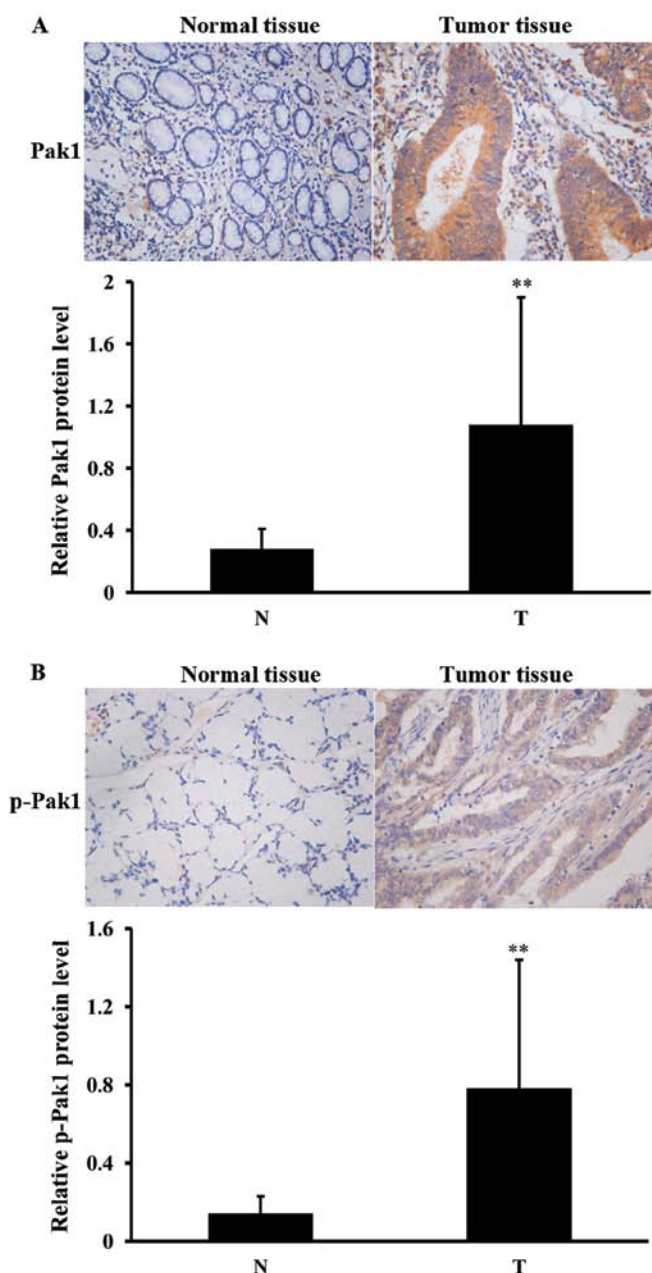 A
Normal tissue
Tumor tissue
Pak1
2
1.6
1.2
0.8
0.4
0
Relative Pak1 protein level
**
N
T
B
Normal tissue
Tumor tissue
p-Pak1
1.6
1.2
0.8
0.4
0
Relative p-Pak1 protein level
**
N
T